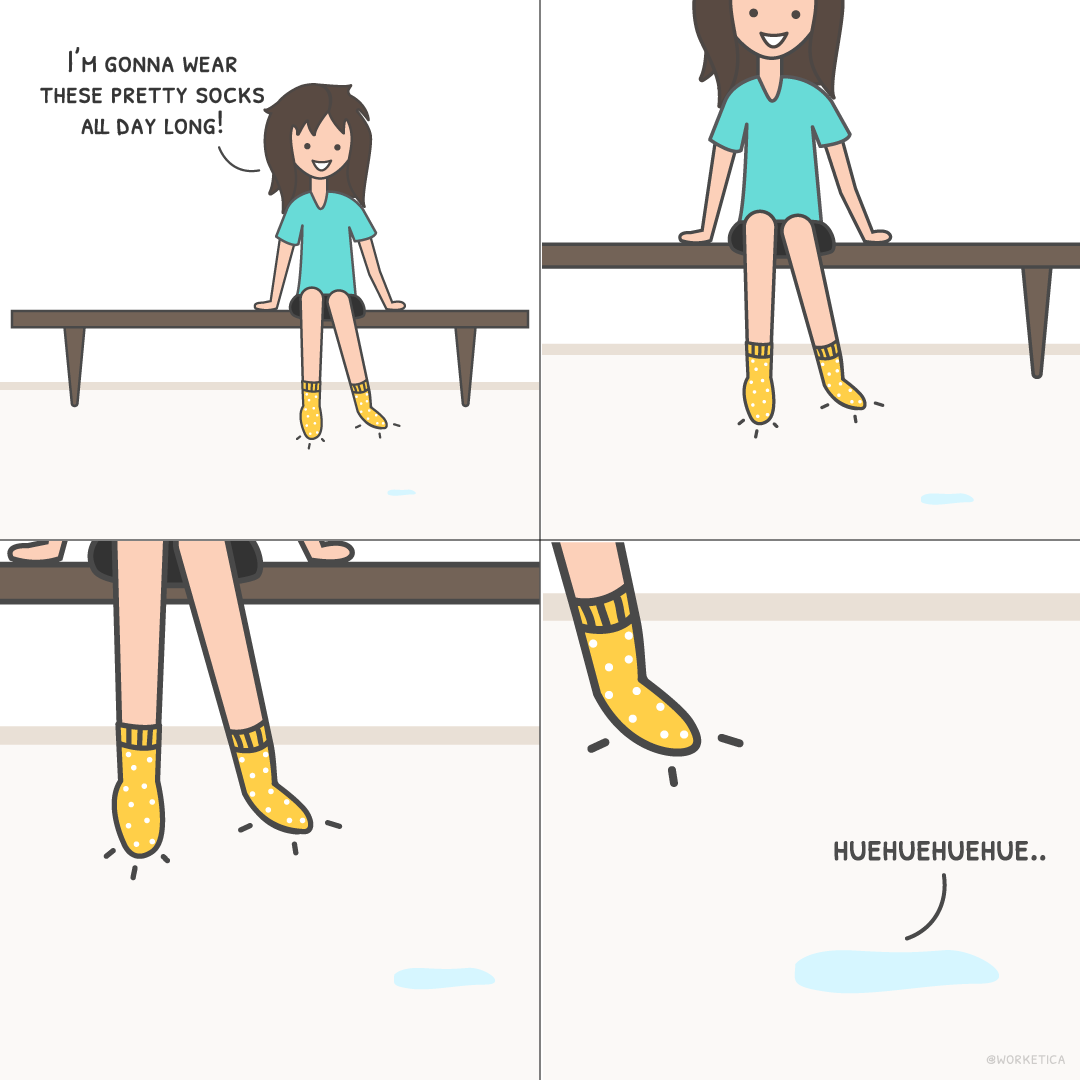 I'M GONNA WEAR
THESE PRETTY SOCKS
ALL DAY LONG!
HUEHUEHUEHUE..
@WORKETICA